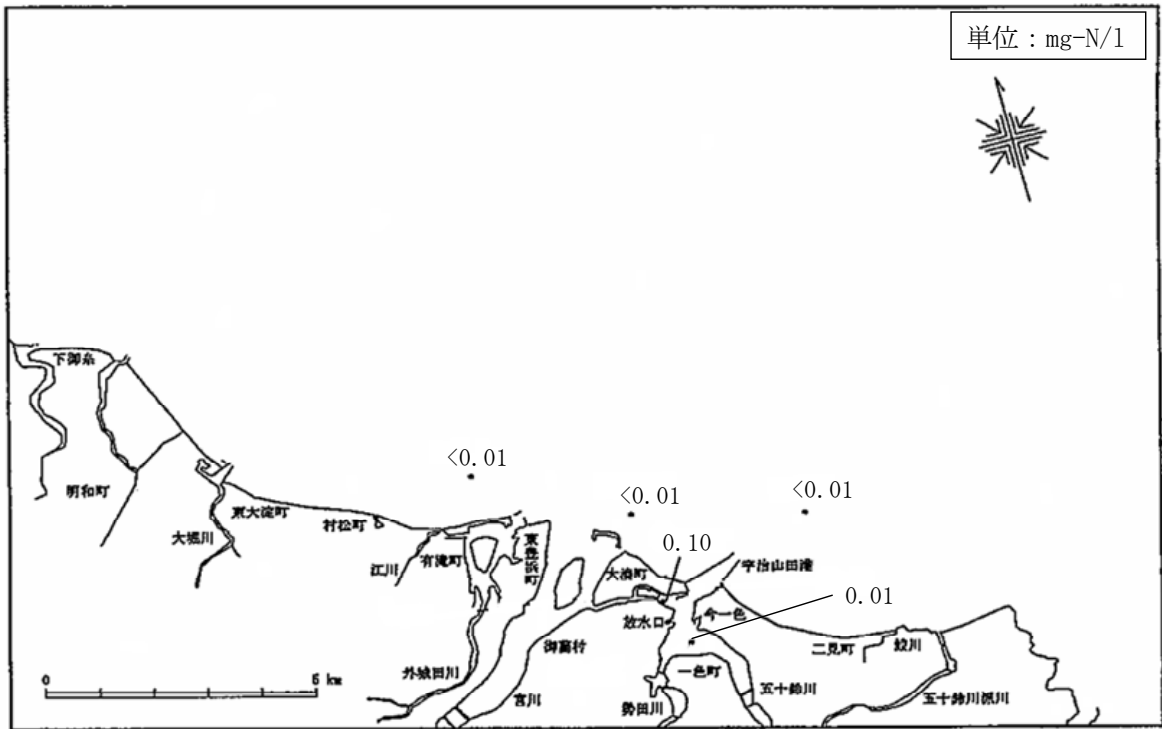 単位：mg-N/l
下御糸
<0.01
明和町
<0.01
<0.01
東大淀町
村松町
大堀川
0.10
江川
有滝町
東豊浜町
大湊町
宇治山田港
0.01
放水口
今一色
御薗村
二見町
鮫川
外城田川
一色町
0
6 km
宮川
勢田川
五十鈴川
五十鈴川派川